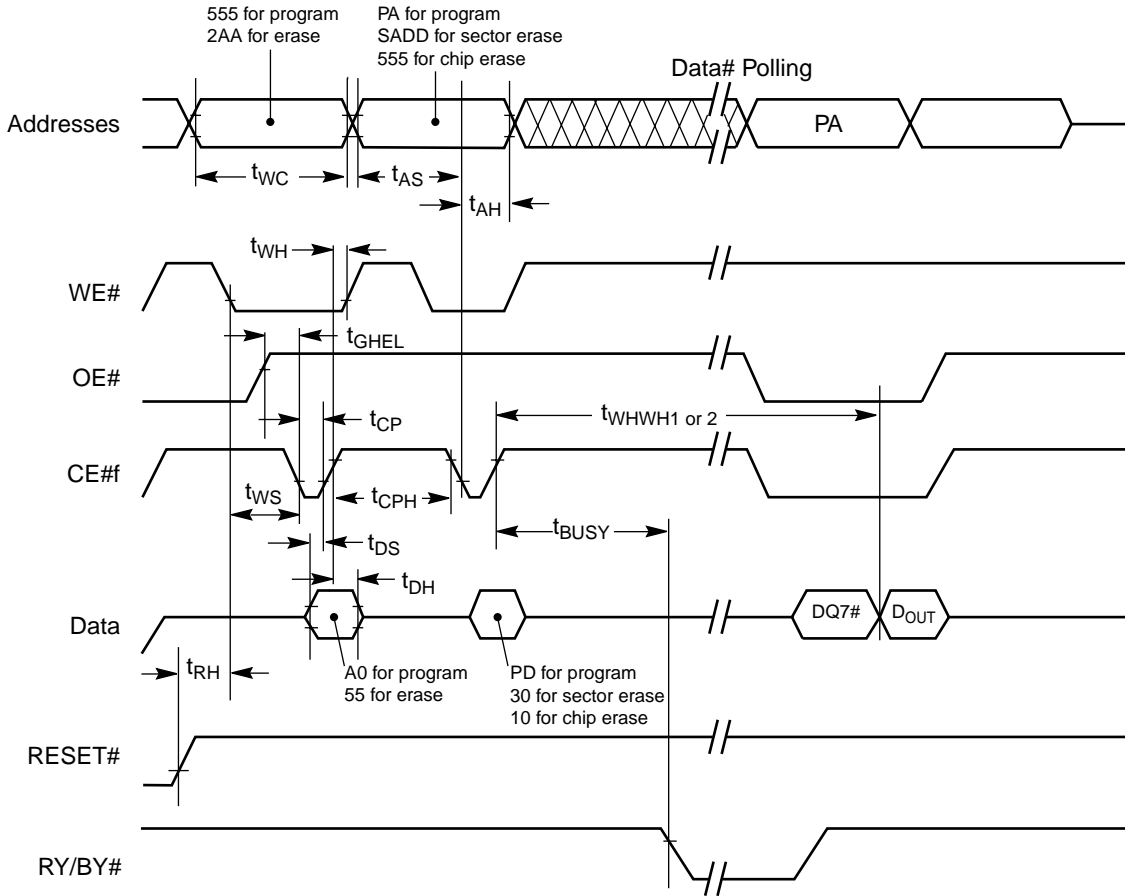 555 for program
2AA for erase
PA for program
SADD for sector erase
555 for chip erase
Data# Polling
Addresses
PA
tWC
tAS
tAH
tWH
WE#
tGHEL
OE#
tWHWH1 or 2
tCP
CE#f
tWS
tCPH
tBUSY
tDS
tDH
Data
DQ7#
DOUT
tRH
A0 for program
55 for erase
PD for program
30 for sector erase
10 for chip erase
RESET#
RY/BY#